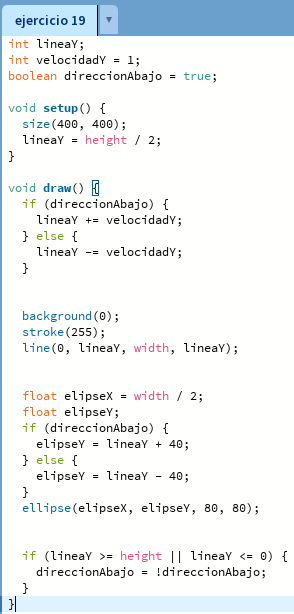 ejercicio 19
int lineaY;
int velocidadY = 1;
boolean direccionAbajo = true;
void setup() {
  size(400, 400);
  lineaY = height / 2;
}
void draw() {
  if (direccionAbajo) {
    lineaY += velocidadY;
  } else {
    lineaY -= velocidadY;
  }
  background(0);
  stroke(255);
  line(0, lineaY, width, lineaY);
  float elipseX = width / 2;
  float elipseY;
  if (direccionAbajo) {
    elipseY = lineaY + 40;
  } else {
    elipseY = lineaY - 40;
  }
  ellipse(elipseX, elipseY, 80, 80);
  if (lineaY >= height || lineaY <= 0) {
    direccionAbajo = !direccionAbajo;
  }
}